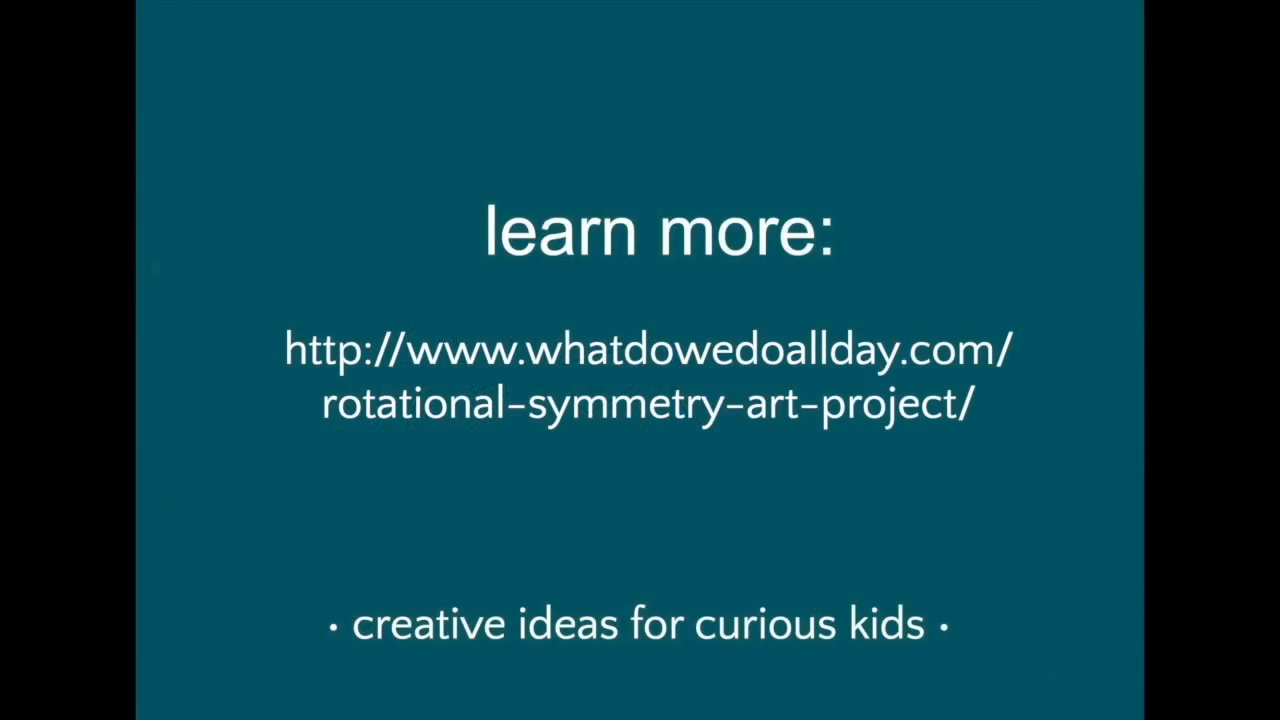 learn more:
http://www.whatdowedoallday.com/
rotational-symmetry-art-project/
• creative ideas for curious kids •